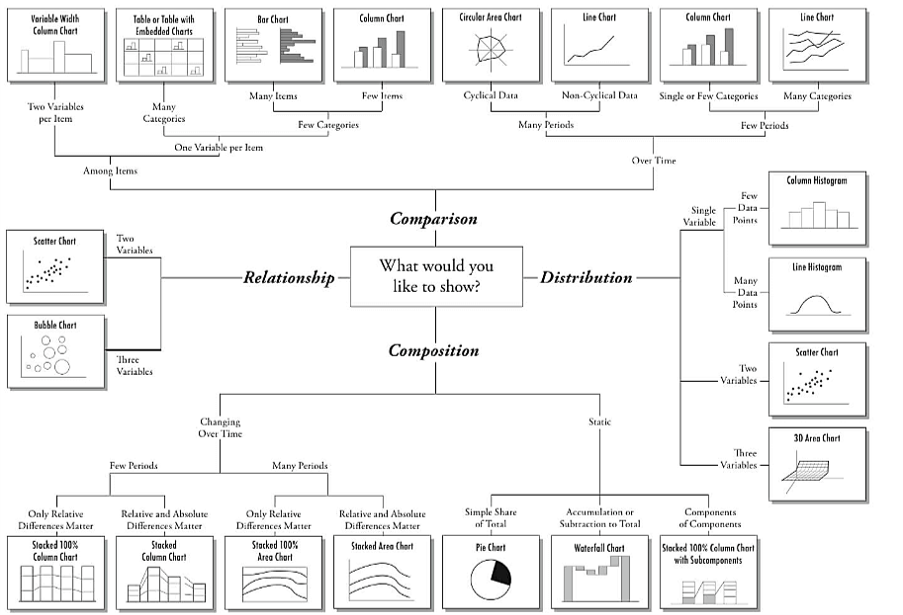 Variable Width
Column Chart
Table or Table with
Embedded Charts
Bar Chart
Column Chart
Circular Area Chart
Line Chart
Column Chart
Line Chart
Two Variables
per Item
Many
Categories
Many Items
Few Items
Cyclical Data
Non-Cyclical Data
Single or Few Categories
Many Categories
Few Categories
Many Periods
Few Periods
One Variable per Item
Over Time
Among Items
Comparison
What would you
like to show?
Relationship
Two
Variables
Scatter Chart
Bubble Chart
Three
Variables
Distribution
Single
Variable
Few
Data
Points
Column Histogram
Many
Data
Points
Line Histogram
Two
Variables
Scatter Chart
Three
Variables
3D Area Chart
Composition
Changing
Over Time
Static
Few Periods
Many Periods
Only Relative
Differences Matter
Relative and Absolute
Differences Matter
Only Relative
Differences Matter
Relative and Absolute
Differences Matter
Simple Share
of Total
Accumulation or
Subtraction to Total
Components
of Components
Stacked 100%
Column Chart
Stacked
Column Chart
Stacked 100%
Area Chart
Stacked Area Chart
Pie Chart
Waterfall Chart
Stacked 100% Column Chart
with Subcomponents